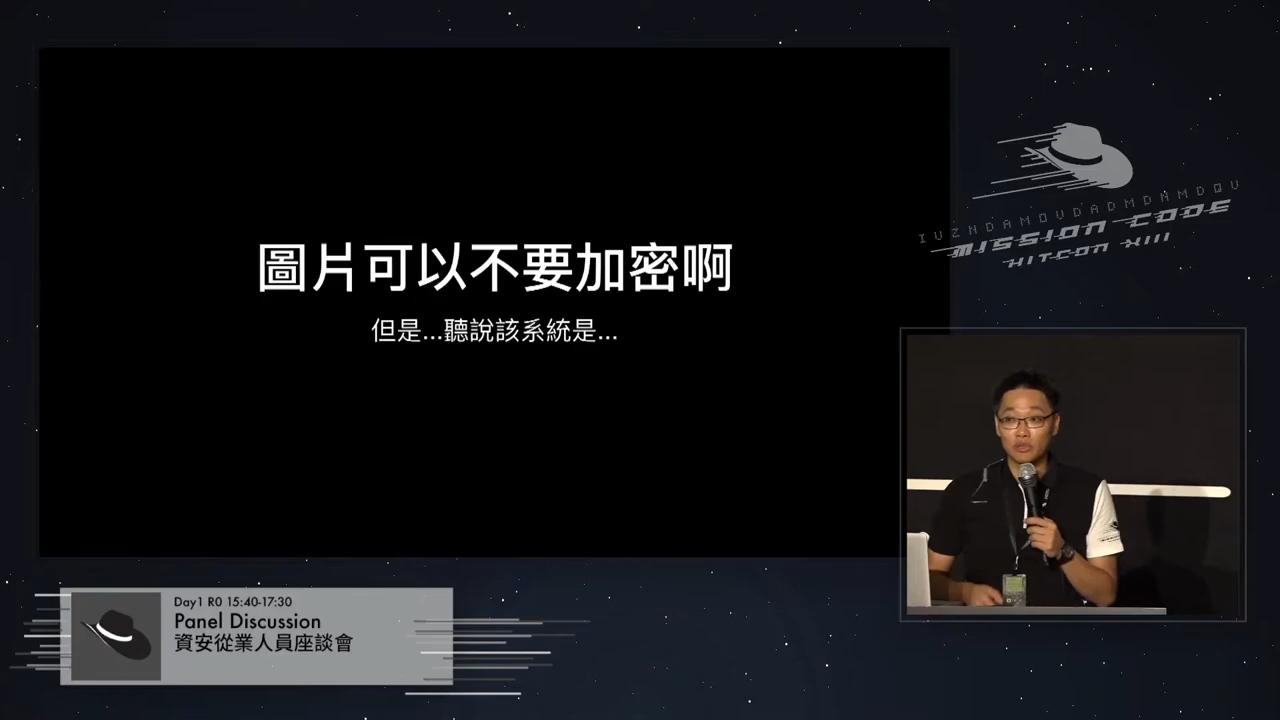 圖片可以不要加密啊
但是...聽說該系統是...
IVZNDAMOVDADMDNMDQV
MISSION CODE
HITCON XIII
Day1 R0 15:40-17:30
Panel Discussion
資安從業人員座談會